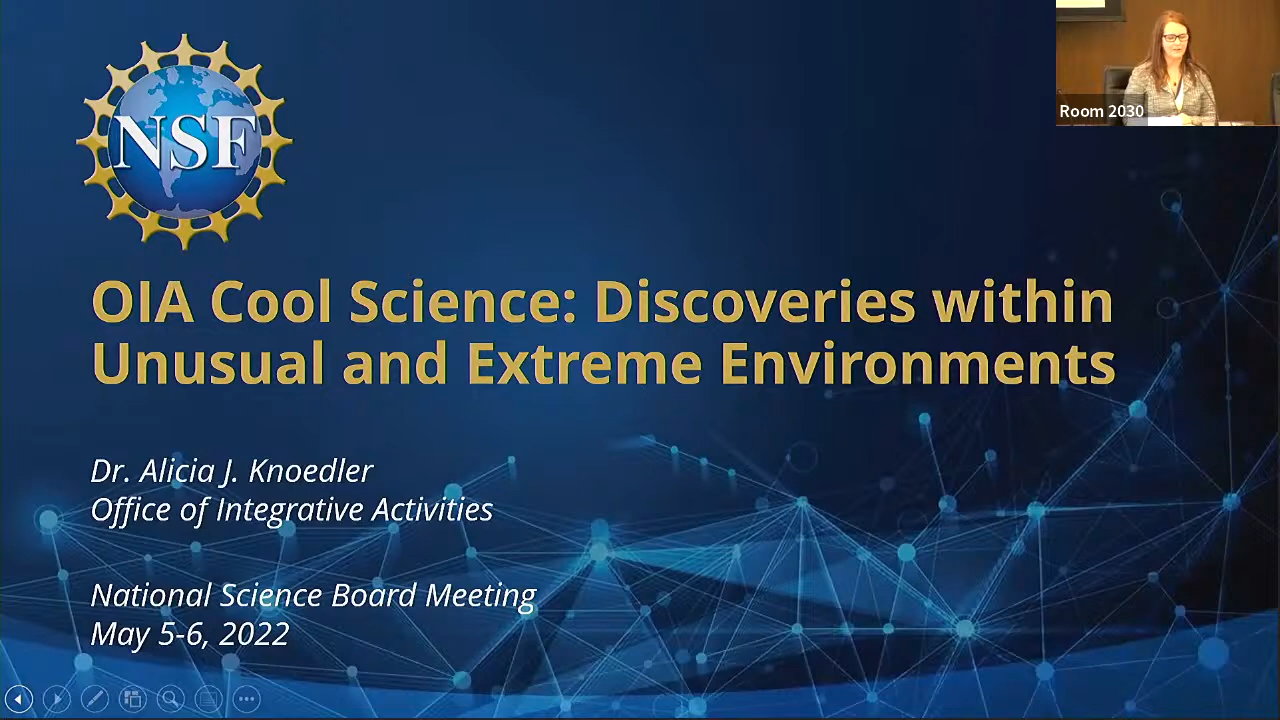 NSF
Room 2030
OIA Cool Science: Discoveries within
Unusual and Extreme Environments
Dr. Alicia J. Knoedler
Office of Integrative Activities
National Science Board Meeting
May 5-6, 2022